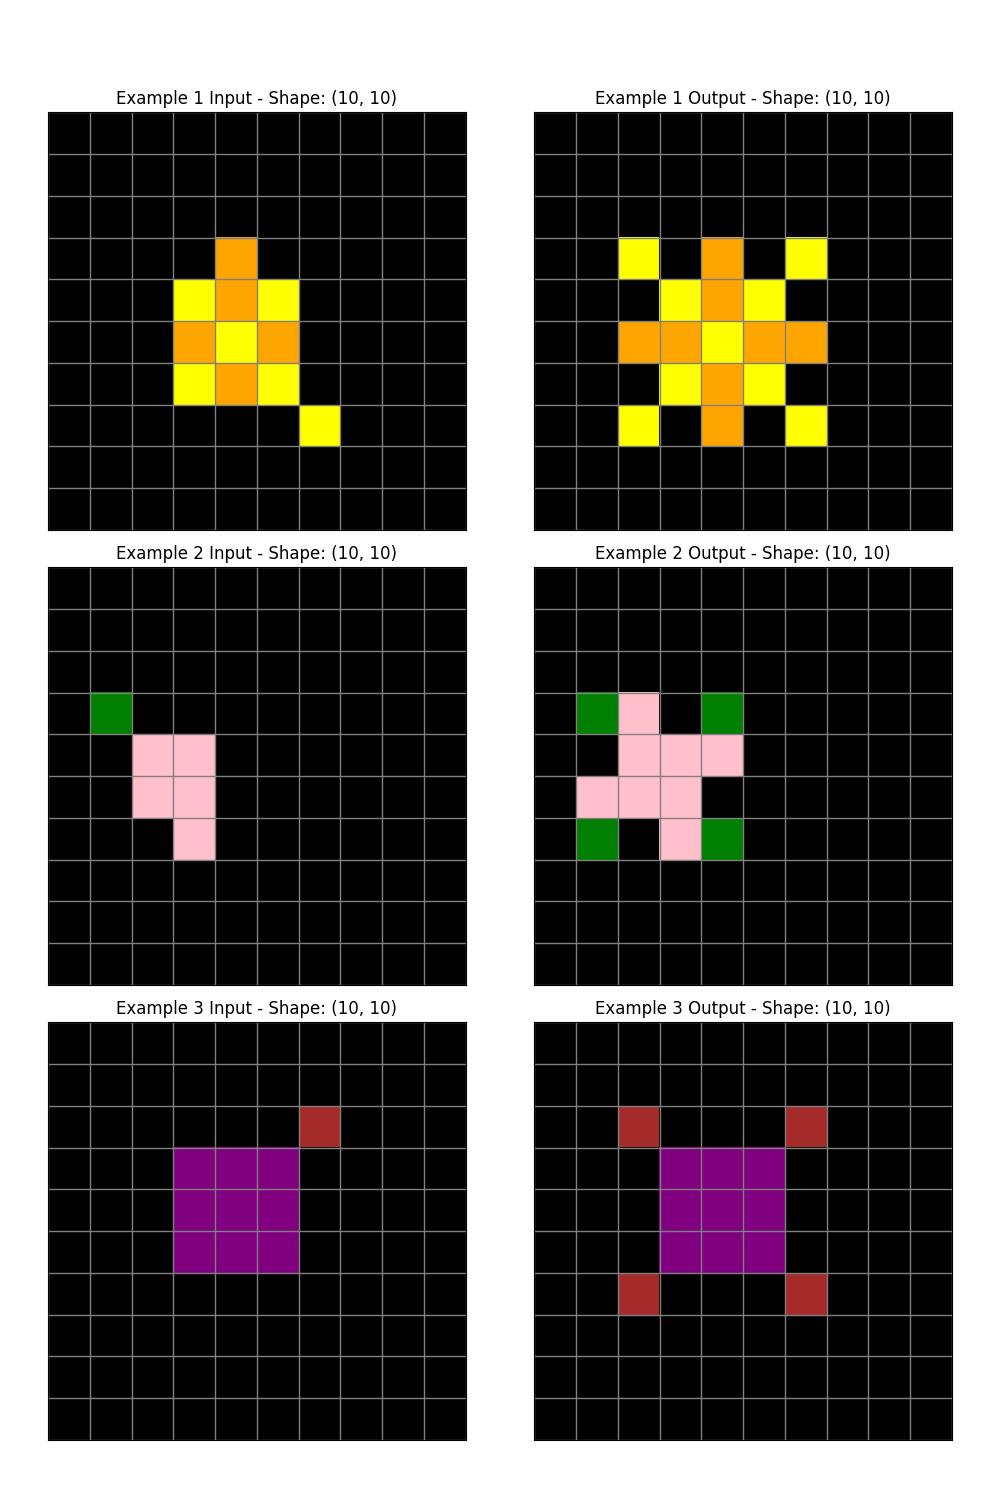 Example 1 Input - Shape: (10, 10)
Example 1 Output - Shape: (10, 10)
Example 2 Input - Shape: (10, 10)
Example 2 Output - Shape: (10, 10)
Example 3 Input - Shape: (10, 10)
Example 3 Output - Shape: (10, 10)